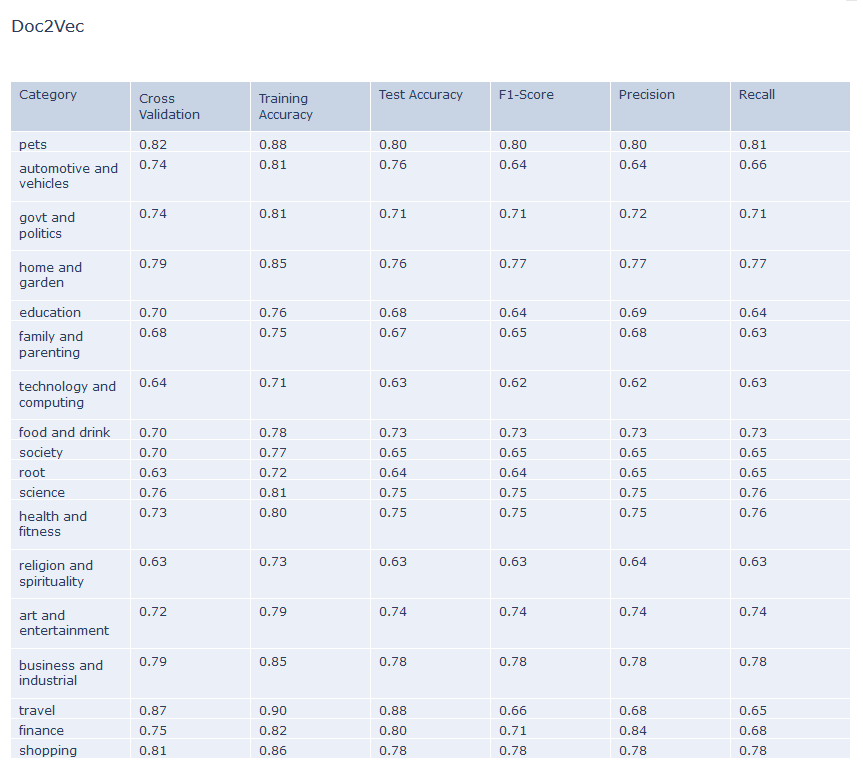 Doc2Vec
Category Cross Validation Training Accuracy Test Accuracy F1-Score Precision Recall
pets 0.82 0.88 0.80 0.80 0.80 0.81
automotive and vehicles 0.74 0.81 0.76 0.64 0.64 0.66
govt and politics 0.74 0.81 0.71 0.71 0.72 0.71
home and garden 0.79 0.85 0.76 0.77 0.77 0.77
education 0.70 0.76 0.68 0.64 0.69 0.64
family and parenting 0.68 0.75 0.67 0.65 0.68 0.63
technology and computing 0.64 0.71 0.63 0.62 0.62 0.63
food and drink 0.70 0.78 0.73 0.73 0.73 0.73
society 0.70 0.77 0.65 0.65 0.65 0.65
root 0.63 0.72 0.64 0.64 0.65 0.65
science 0.76 0.81 0.75 0.75 0.75 0.76
health and fitness 0.73 0.80 0.75 0.75 0.75 0.76
religion and spirituality 0.63 0.73 0.63 0.63 0.64 0.63
art and entertainment 0.72 0.79 0.74 0.74 0.74 0.74
business and industrial 0.79 0.85 0.78 0.78 0.78 0.78
travel 0.87 0.90 0.88 0.66 0.68 0.65
finance 0.75 0.82 0.80 0.71 0.84 0.68
shopping 0.81 0.86 0.78 0.78 0.78 0.78